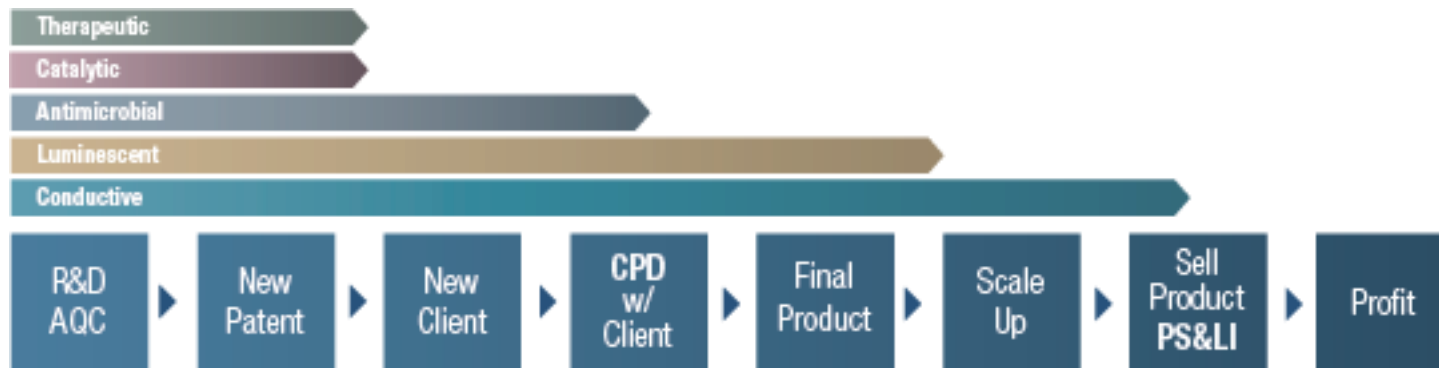 Therapeutic
Catalytic
Antimicrobial
Luminescent
Conductive
R&D
AQC
New
Patent
New
Client
CPD
w/
Client
Final
Product
Scale
Up
Sell
Product
PS&LI
Profit